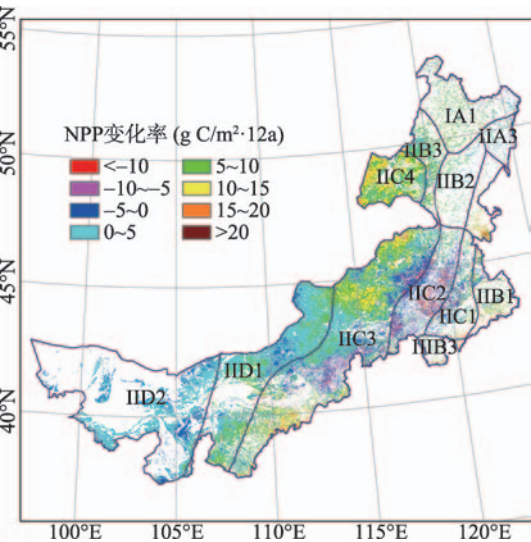 55°N
50°N
45°N
40°N
NPP变化率 (g C/m²·12a)
<-10 5~10
-10~-5 10~15
-5~0 15~20
0~5 >20
IA1
IIA3
IIB3
IIC4
IIB2
IIC2
IIB1
IIC1
IIC3
IIIB3
IID1
IID2
100°E 105°E 110°E 115°E 120°E